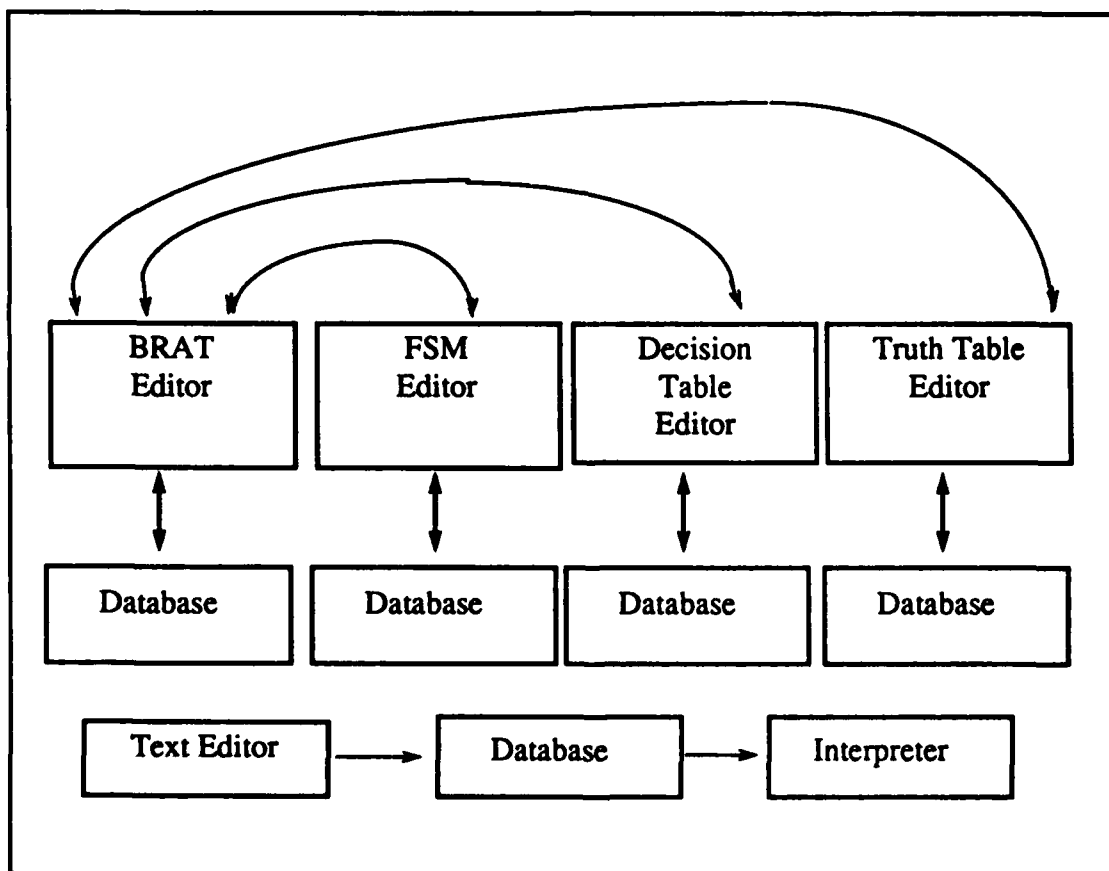 BRAT
Editor
FSM
Editor
Decision
Table
Editor
Truth Table
Editor
Database
Database
Database
Database
Text Editor
Database
Interpreter